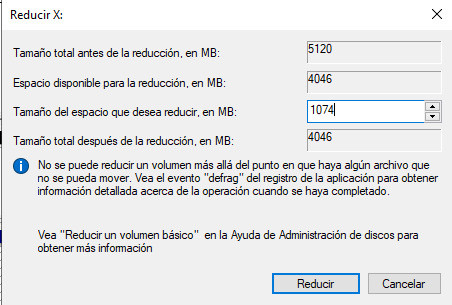 Reducir X:
Tamaño total antes de la reducción, en MB:
5120
Espacio disponible para la reducción, en MB:
4046
Tamaño del espacio que desea reducir, en MB:
1074
Tamaño total después de la reducción, en MB:
4046
No se puede reducir un volumen más allá del punto en que haya algún archivo que
no se pueda mover. Vea el evento "defrag" del registro de la aplicación para obtener
información detallada acerca de la operación cuando se haya completado.
Vea "Reducir un volumen básico" en la Ayuda de Administración de discos para
obtener más información
Reducir
Cancelar